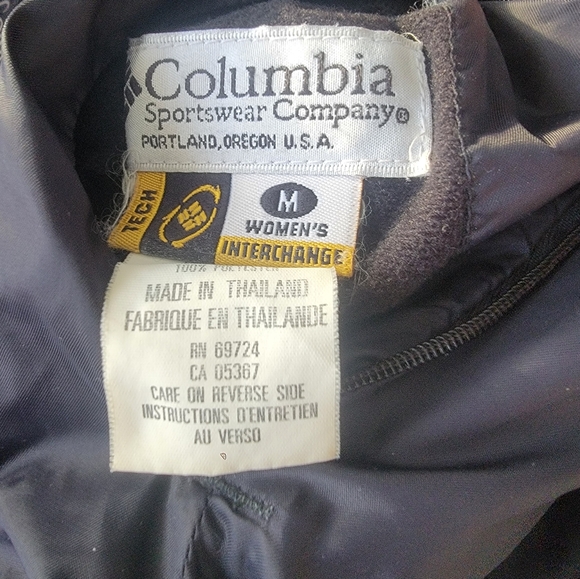 Columbia
Sportswear Company®
PORTLAND, OREGON U.S.A.
TECH
M
WOMEN'S
INTERCHANGE
100% POLYESTER
MADE IN THAILAND
FABRIQUE EN THAILANDE
RN 69724
CA 05367
CARE ON REVERSE SIDE
INSTRUCTIONS D'ENTRETIEN
AU VERSO